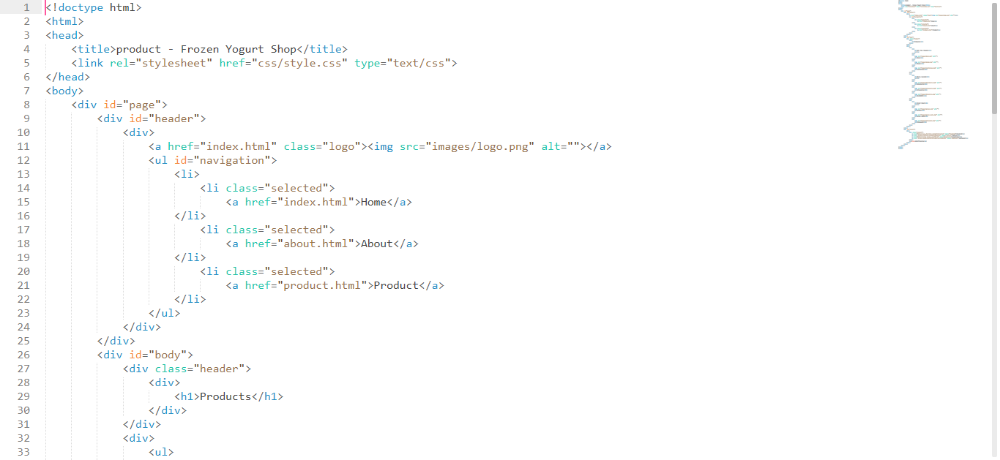 1 <!doctype html>
2 <html>
3 <head>
4     <title>product - Frozen Yogurt Shop</title>
5     <link rel="stylesheet" href="css/style.css" type="text/css">
6 </head>
7 <body>
8     <div id="page">
9         <div id="header">
10             <div>
11                 <a href="index.html" class="logo"><img src="images/logo.png" alt=""></a>
12                 <ul id="navigation">
13                     <li>
14                         <li class="selected">
15                             <a href="index.html">Home</a>
16                     </li>
17                         <li class="selected">
18                             <a href="about.html">About</a>
19                     </li>
20                         <li class="selected">
21                             <a href="product.html">Product</a>
22                     </li>
23                 </ul>
24             </div>
25         </div>
26         <div id="body">
27             <div class="header">
28                 <div>
29                     <h1>Products</h1>
30                 </div>
31             </div>
32             <div>
33                 <ul>